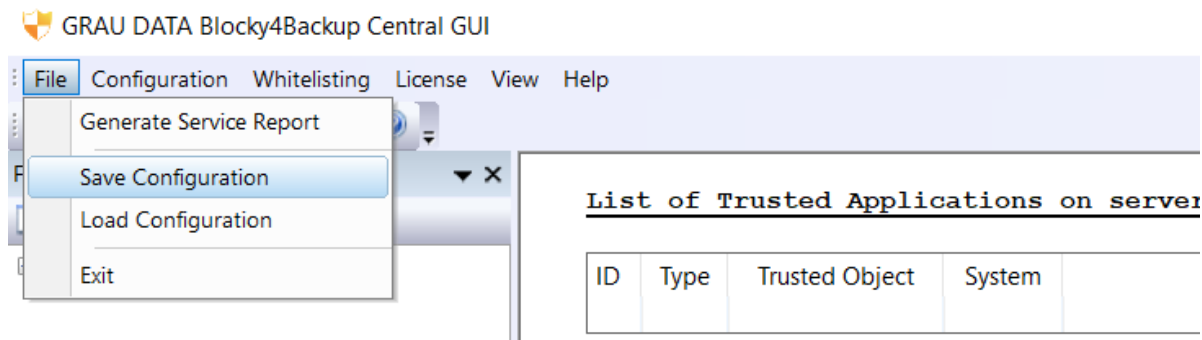 GRAU DATA Blocky4Backup Central GUI
File Configuration Whitelisting License View Help
Generate Service Report
Save Configuration
Load Configuration
Exit
List of Trusted Applications on server
ID Type Trusted Object System